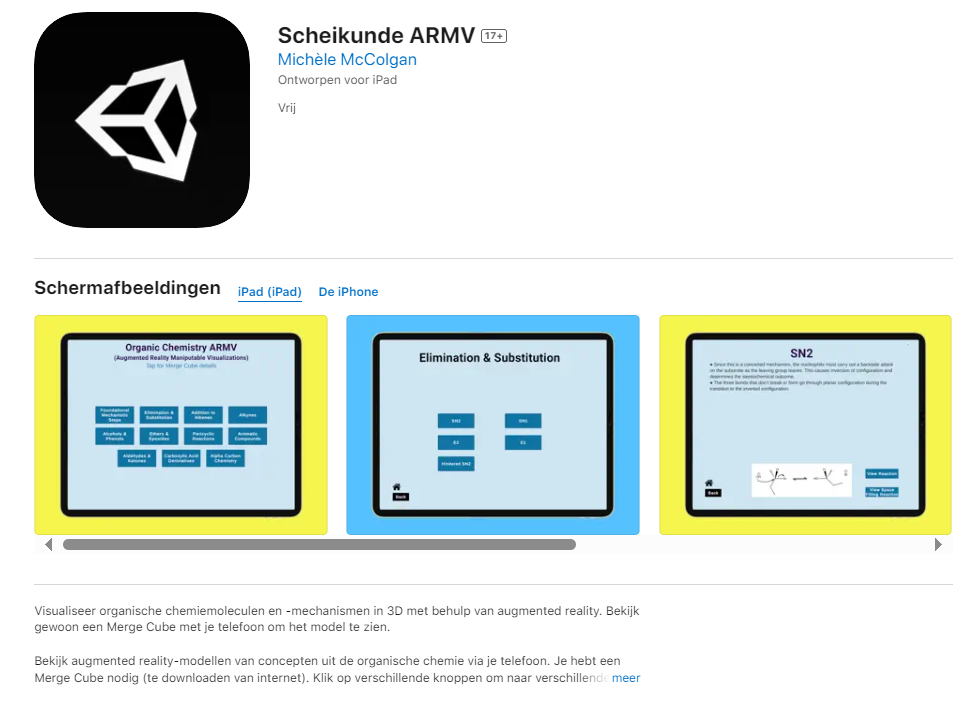 Scheikunde ARMV 17+
Michèle McColgan
Ontworpen voor iPad
Vrij
Schermafbeeldingen
iPad (iPad)
De iPhone
Organic Chemistry ARMV
(Augmented Reality Manipulable Visualizations)
Tap for Merge Cube details
Foundational Mechanistic Steps
Elimination & Substitution
Addition to Alkenes
Alkynes
Alcohols & Phenols
Ethers & Epoxides
Pericyclic Reactions
Aromatic Compounds
Aldehydes & Ketones
Carboxylic Acid Derivatives
Alpha Carbon Chemistry
Elimination & Substitution
SN2
SN1
E2
E1
Hindered SN2
Back
SN2
• Since this is a concerted mechanism, the nucleophile must carry out a backside attack
on the substrate as the leaving group leaves. This causes inversion of configuration and
determines the stereochemical outcome.
• The three bonds that don't break or form go through planar configuration during the
transition to the inverted configuration.
View Reaction
View Space
Filling Reaction
Back
Visualiseer organische chemiemoleculen en -mechanismen in 3D met behulp van augmented reality. Bekijk
gewoon een Merge Cube met je telefoon om het model te zien.
Bekijk augmented reality-modellen van concepten uit de organische chemie via je telefoon. Je hebt een
Merge Cube nodig (te downloaden van internet). Klik op verschillende knoppen om naar verschillende meer